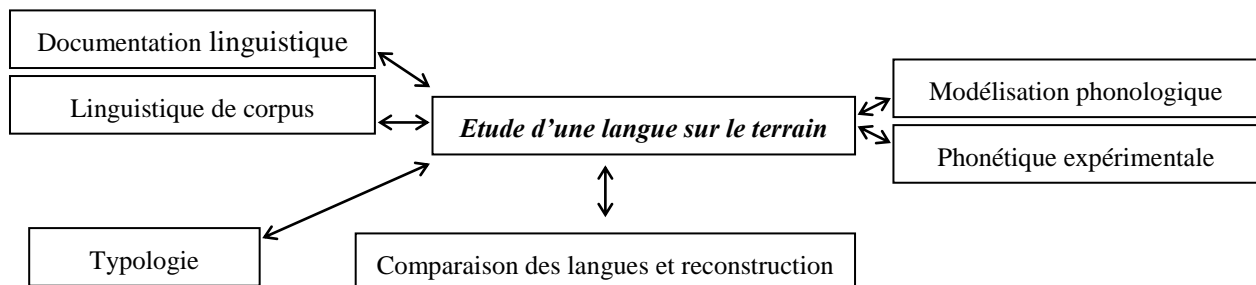 Documentation linguistique
Linguistique de corpus
Etude d’une langue sur le terrain
Modélisation phonologique
Phonétique expérimentale
Typologie
Comparaison des langues et reconstruction